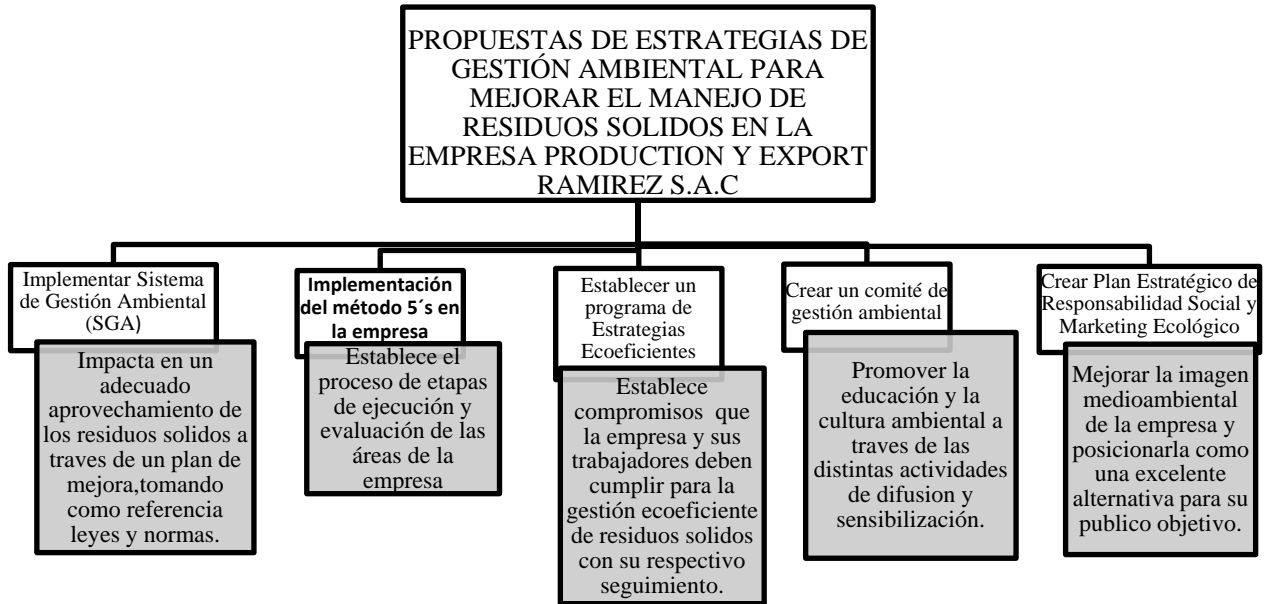 PROPUESTAS DE ESTRATEGIAS DE
GESTIÓN AMBIENTAL PARA
MEJORAR EL MANEJO DE
RESIDUOS SOLIDOS EN LA
EMPRESA PRODUCTION Y EXPORT
RAMIREZ S.A.C
Implementar Sistema
de Gestión Ambiental
(SGA)
Impacta en un
adecuado
aprovechamiento de
los residuos solidos a
traves de un plan de
mejora,tomando
como referencia
leyes y normas.
Implementación
del método 5´s en
la empresa
Establece el
proceso de etapas
de ejecución y
evaluación de las
áreas de la
empresa
Establecer un
programa de
Estrategias
Ecoeficientes
Establece
compromisos que
la empresa y sus
trabajadores deben
cumplir para la
gestión ecoeficiente
de residuos solidos
con su respectivo
seguimiento.
Crear un comité de
gestión ambiental
Promover la
educación y la
cultura ambiental a
traves de las
distintas actividades
de difusion y
sensibilización.
Crear Plan Estratégico de
Responsabilidad Social y
Marketing Ecológico
Mejorar la imagen
medioambiental
de la empresa y
posicionarla como
una excelente
alternativa para su
publico objetivo.